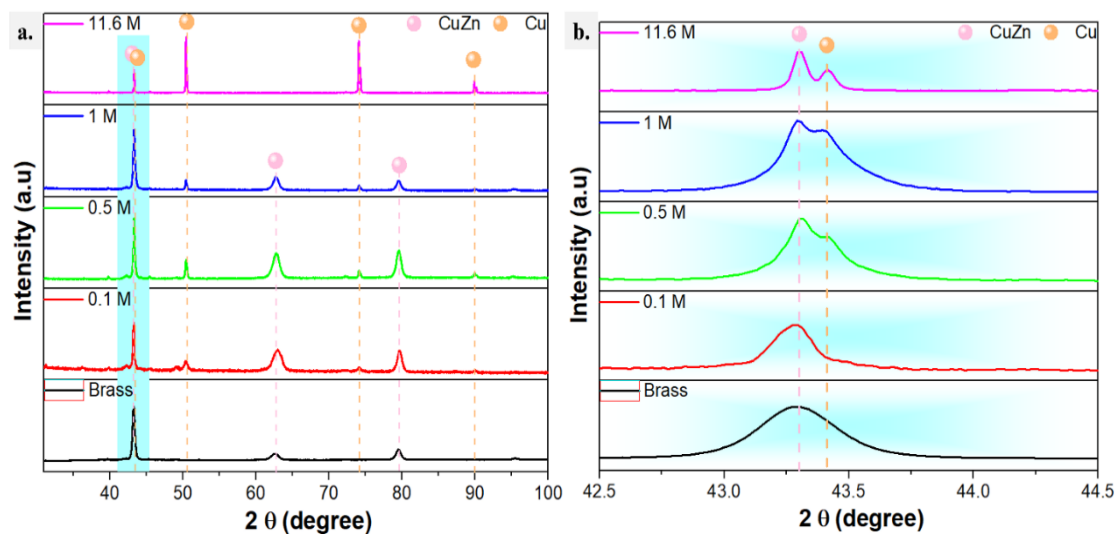 a.
11.6 M
CuZn
Cu
1 M
0.5 M
0.1 M
Brass
Intensity (a.u)
40
50
60
70
80
90
100
2 θ (degree)
b.
11.6 M
CuZn
Cu
1 M
0.5 M
0.1 M
Brass
Intensity (a.u)
42.5
43.0
43.5
44.0
44.5
2 θ (degree)